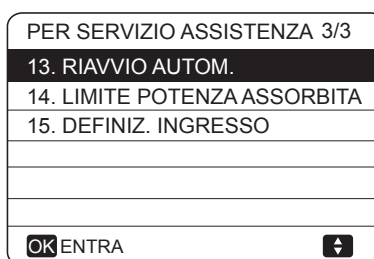 PER SERVIZIO ASSISTENZA 3/3
13. RIAVVIO AUTOM.
14. LIMITE POTENZA ASSORBITA
15. DEFINIZ. INGRESSO
OK ENTRA